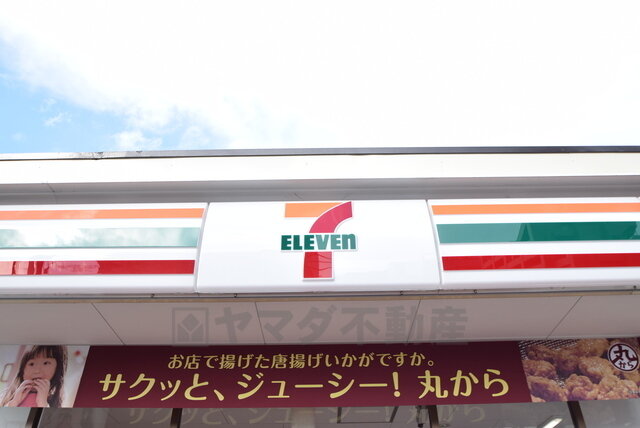 7
ELEVEn
ヤマダ不動産
お店で揚げた唐揚げいかがですか。
サクッと、ジューシー! 丸から
丸
から